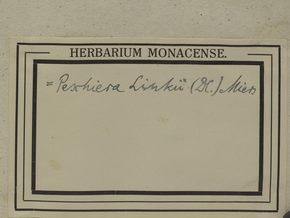 HERBARIUM MONACENSE.
= Peschiera Linkii (DC.) Miers